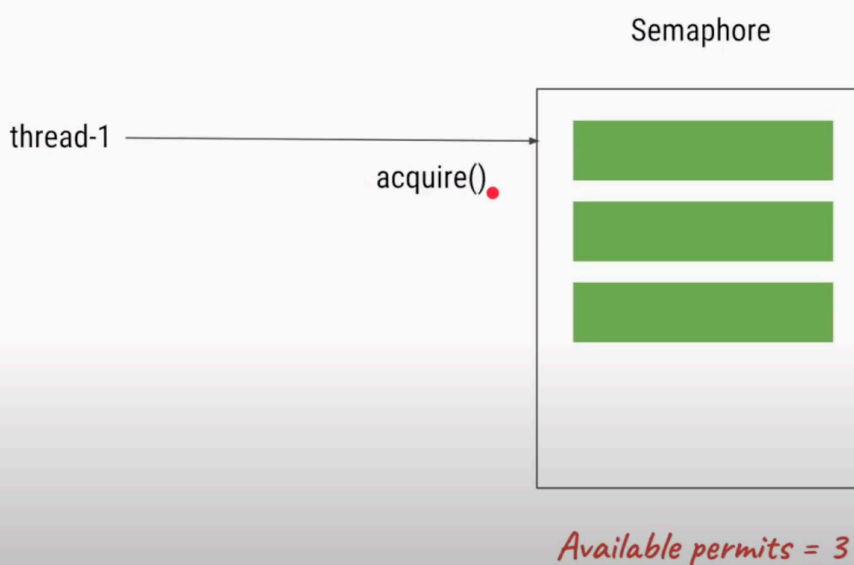 Semaphore
thread-1
acquire()
Available permits = 3